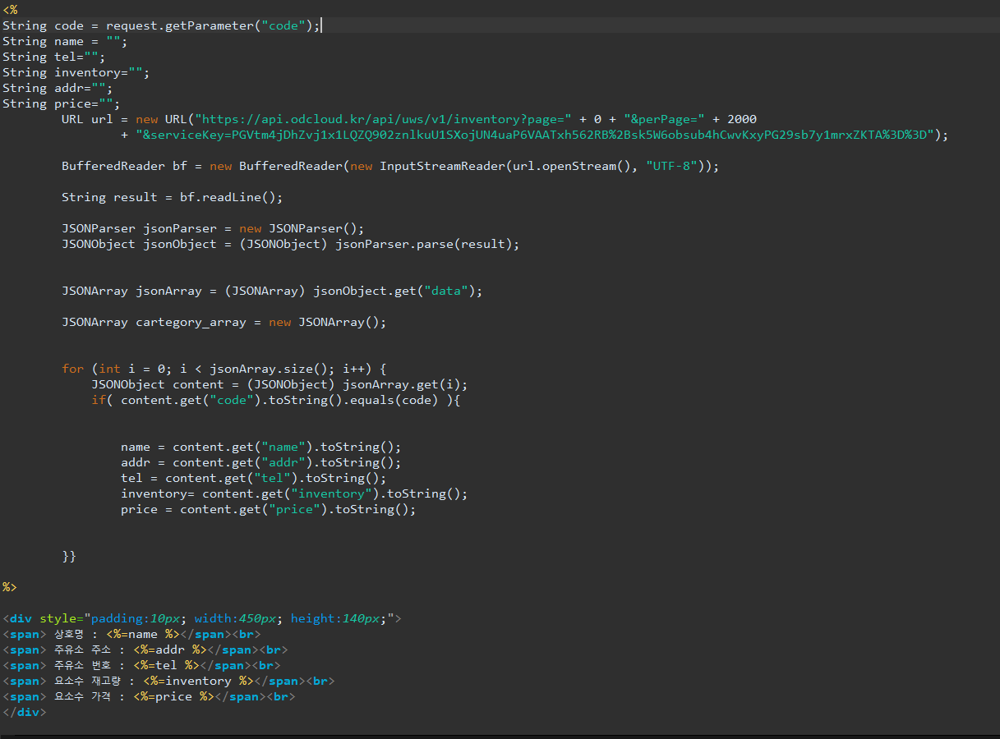 <%
String code = request.getParameter("code");
String name = "";
String tel="";
String inventory="";
String addr="";
String price="";
URL url = new URL("https://api.odcloud.kr/api/uws/v1/inventory?page=" + 0 + "&perPage=" + 2000
+ "&serviceKey=PGVtm4jDhZvj1x1LQZQ902znlkuU1SXojUN4uaP6VAATxh562RB%2Bsk5W6obsub4hCwvKxyPG29sb7y1mrxZKTA%3D%3D");
BufferedReader bf = new BufferedReader(new InputStreamReader(url.openStream(), "UTF-8"));
String result = bf.readLine();
JSONParser jsonParser = new JSONParser();
JSONObject jsonObject = (JSONObject) jsonParser.parse(result);
JSONArray jsonArray = (JSONArray) jsonObject.get("data");
JSONArray cartegory_array = new JSONArray();
for (int i = 0; i < jsonArray.size(); i++) {
JSONObject content = (JSONObject) jsonArray.get(i);
if( content.get("code").toString().equals(code) ){
name = content.get("name").toString();
addr = content.get("addr").toString();
tel = content.get("tel").toString();
inventory= content.get("inventory").toString();
price = content.get("price").toString();
}}
%>
<div style="padding:10px; width:450px; height:140px;">
<span> 상호명 : <%=name %></span><br>
<span> 주유소 주소 : <%=addr %></span><br>
<span> 주유소 번호 : <%=tel %></span><br>
<span> 요소수 재고량 : <%=inventory %></span><br>
<span> 요소수 가격 : <%=price %></span><br>
</div>